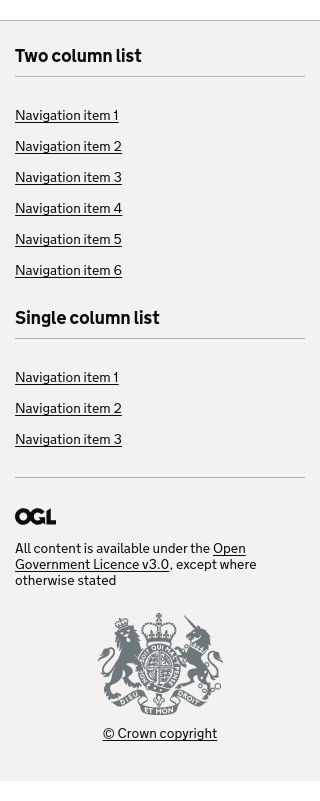 Two column list
Navigation item 1
Navigation item 2
Navigation item 3
Navigation item 4
Navigation item 5
Navigation item 6
Single column list
Navigation item 1
Navigation item 2
Navigation item 3
OGL
All content is available under the Open
Government Licence v3.0, except where
otherwise stated
DIEU ET MON DROIT
© Crown copyright